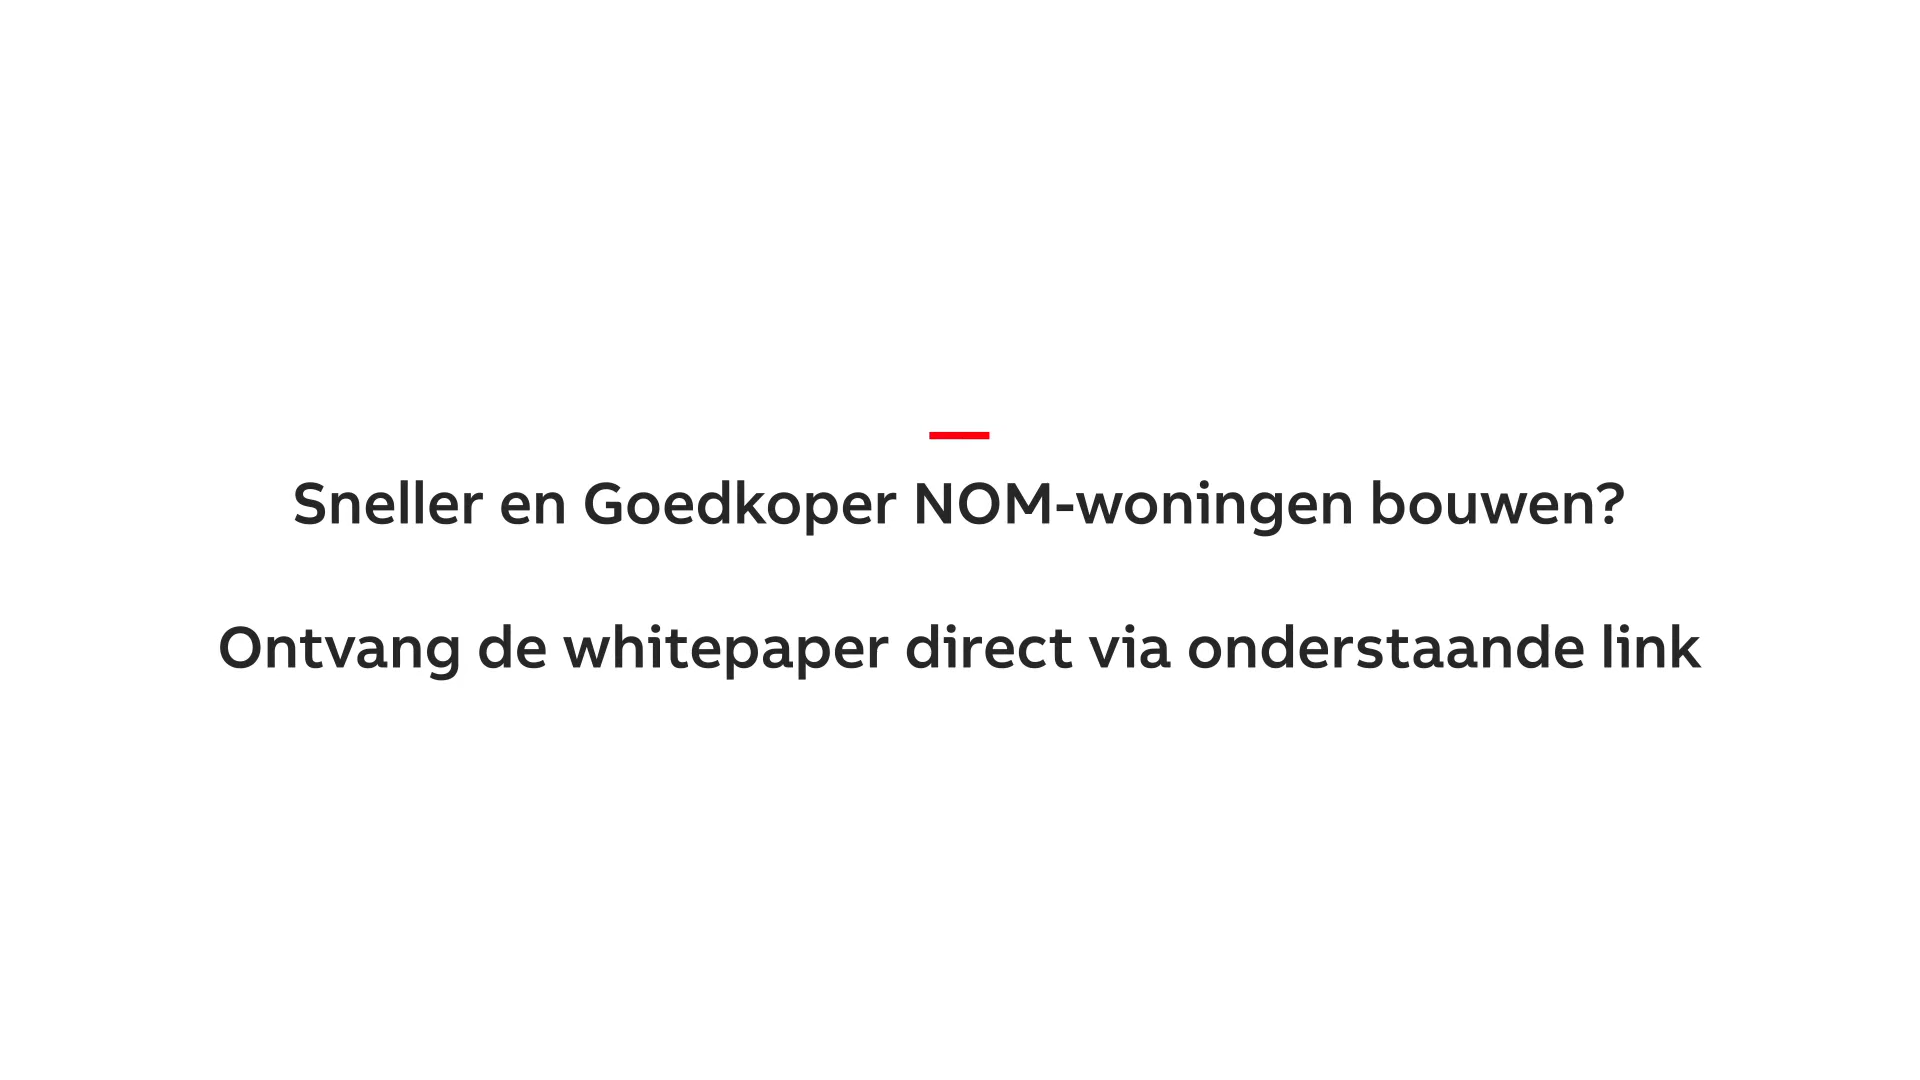 Sneller en Goedkoper NOM-woningen bouwen?
Ontvang de whitepaper direct via onderstaande link